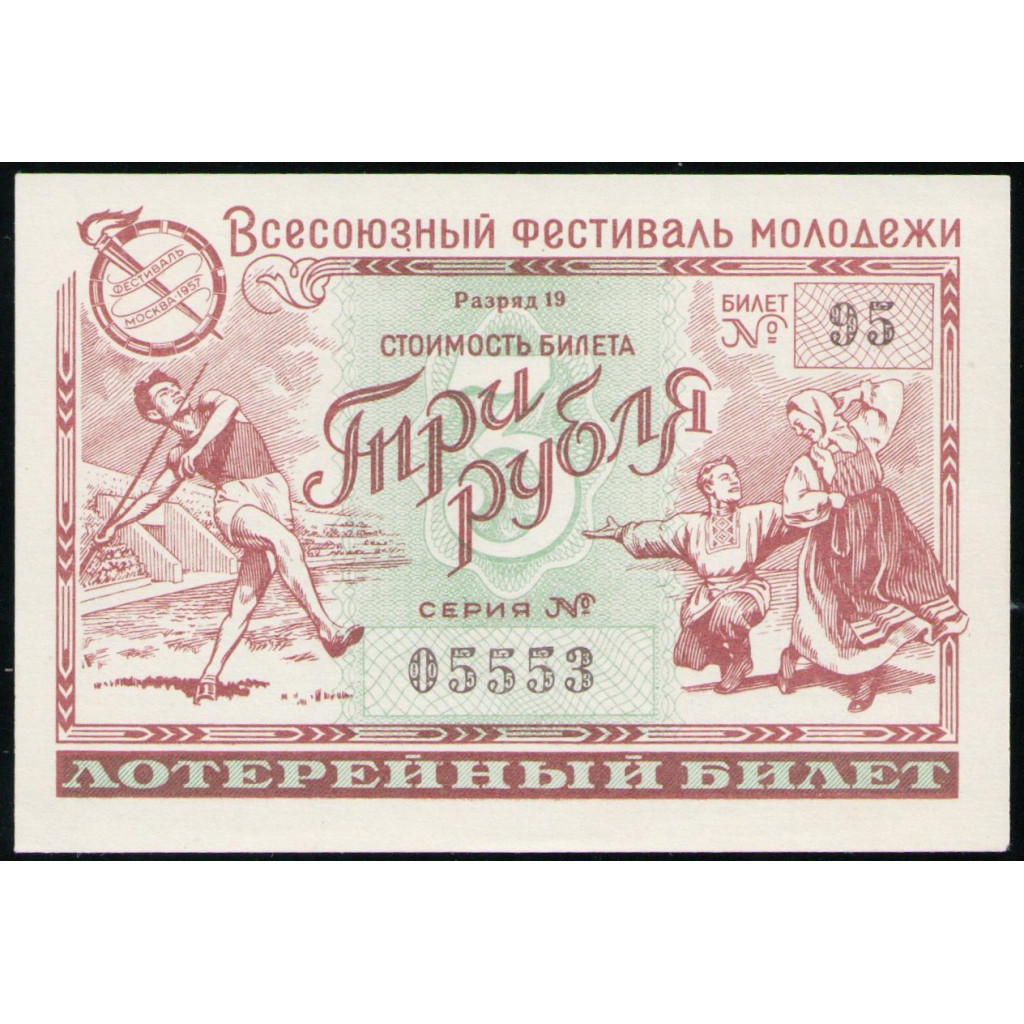 Всесоюзный фестиваль молодежи
ФЕСТИВАЛЬ
МОСКВА-1957
Разряд 19
БИЛЕТ
№
95
СТОИМОСТЬ БИЛЕТА
3
Три
рубля
СЕРИЯ №
05553
ЛОТЕРЕЙНЫЙ БИЛЕТ